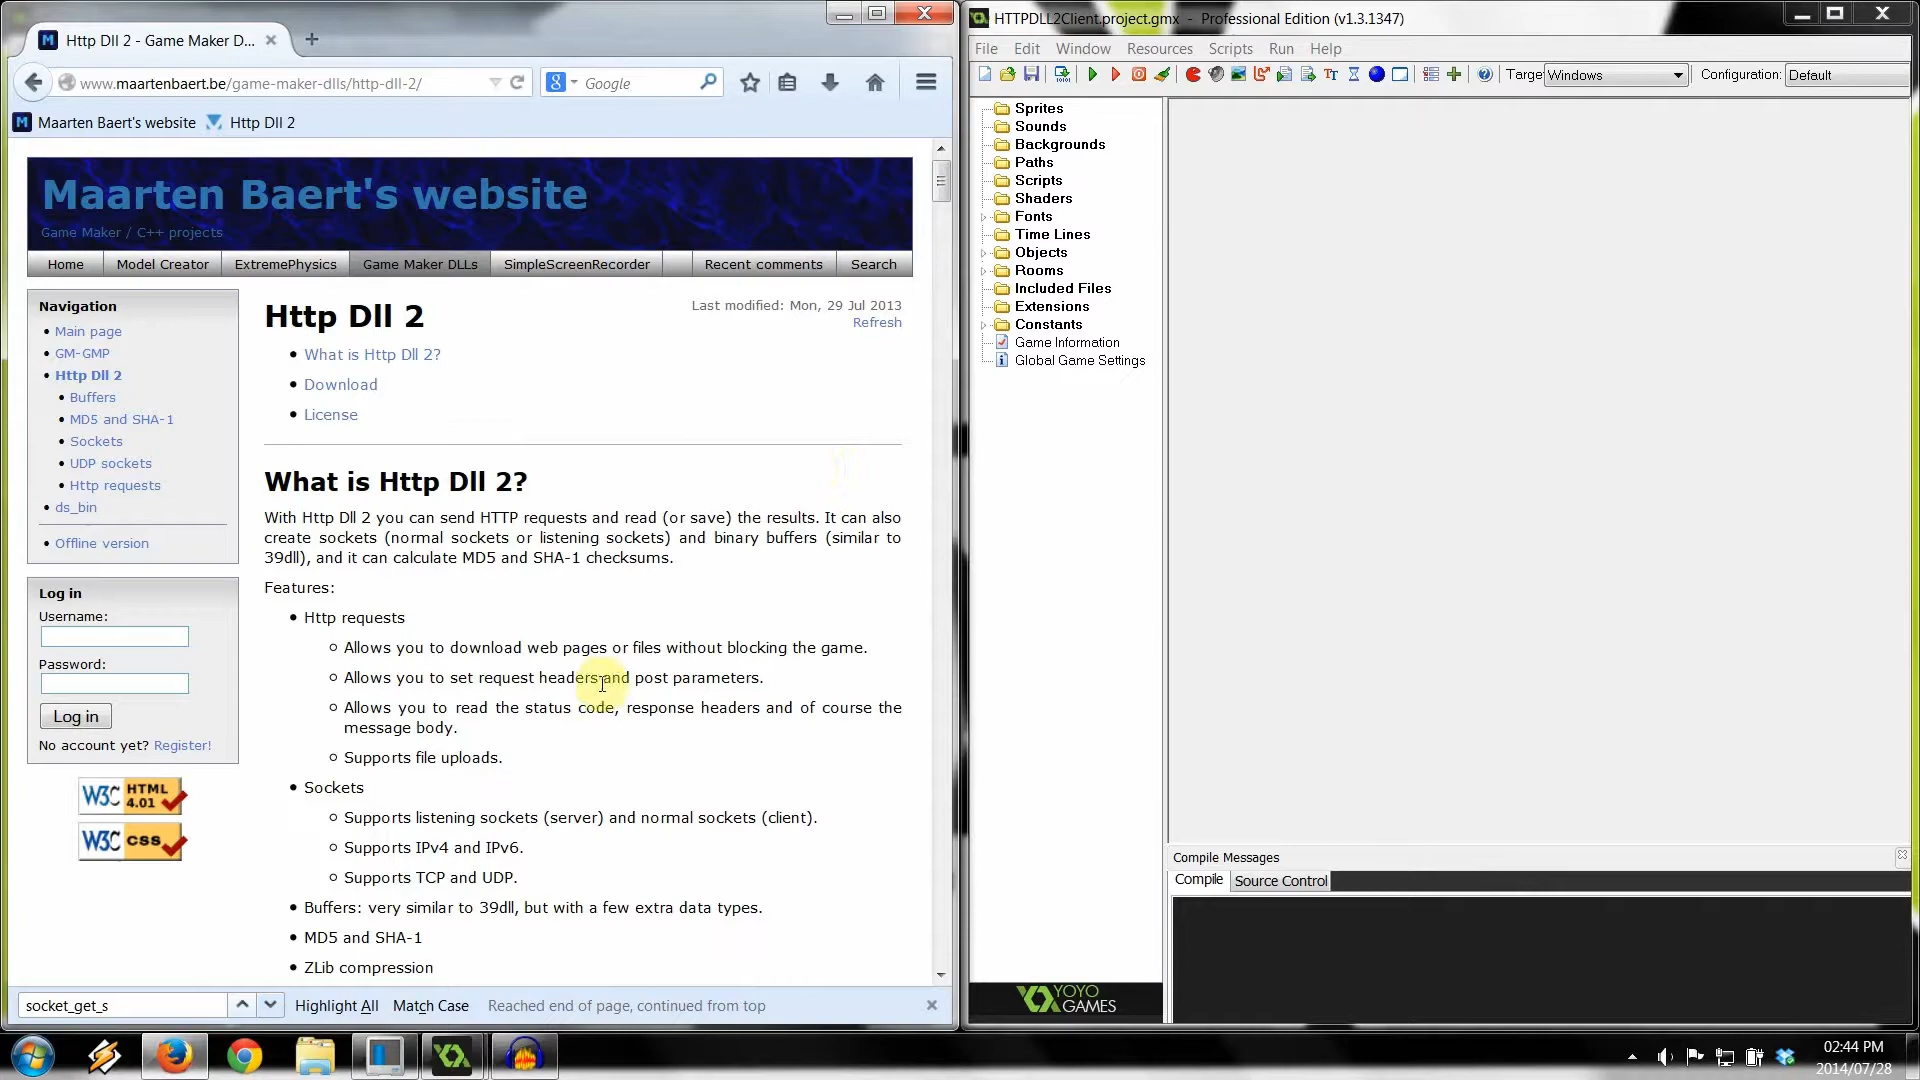 Http Dll 2 - Game Maker D...
www.maartenbaert.be/game-maker-dlls/http-dll-2/
Google
Maarten Baert's website
Http Dll 2
Maarten Baert's website
Game Maker / C++ projects
Home
Model Creator
ExtremePhysics
Game Maker DLLs
SimpleScreenRecorder
Recent comments
Search
Navigation
Main page
GM-GMP
Http Dll 2
Buffers
MD5 and SHA-1
Sockets
UDP sockets
Http requests
ds_bin
Offline version
Log in
Username:
Password:
Log in
No account yet? Register!
W3C HTML 4.01
W3C css
Http Dll 2
Last modified: Mon, 29 Jul 2013
Refresh
What is Http Dll 2?
Download
License
What is Http Dll 2?
With Http Dll 2 you can send HTTP requests and read (or save) the results. It can also
create sockets (normal sockets or listening sockets) and binary buffers (similar to
39dll), and it can calculate MD5 and SHA-1 checksums.
Features:
Http requests
Allows you to download web pages or files without blocking the game.
Allows you to set request headers and post parameters.
Allows you to read the status code, response headers and of course the
message body.
Supports file uploads.
Sockets
Supports listening sockets (server) and normal sockets (client).
Supports IPv4 and IPv6.
Supports TCP and UDP.
Buffers: very similar to 39dll, but with a few extra data types.
MD5 and SHA-1
ZLib compression
socket_get_s
Highlight All
Match Case
Reached end of page, continued from top
HTTPDLL2Client.project.gmx - Professional Edition (v1.3.1347)
File Edit Window Resources Scripts Run Help
Target Windows
Configuration: Default
Sprites
Sounds
Backgrounds
Paths
Scripts
Shaders
Fonts
Time Lines
Objects
Rooms
Included Files
Extensions
Constants
Game Information
Global Game Settings
YOYO
GAMES
Compile Messages
Compile
Source Control
02:44 PM
2014/07/28